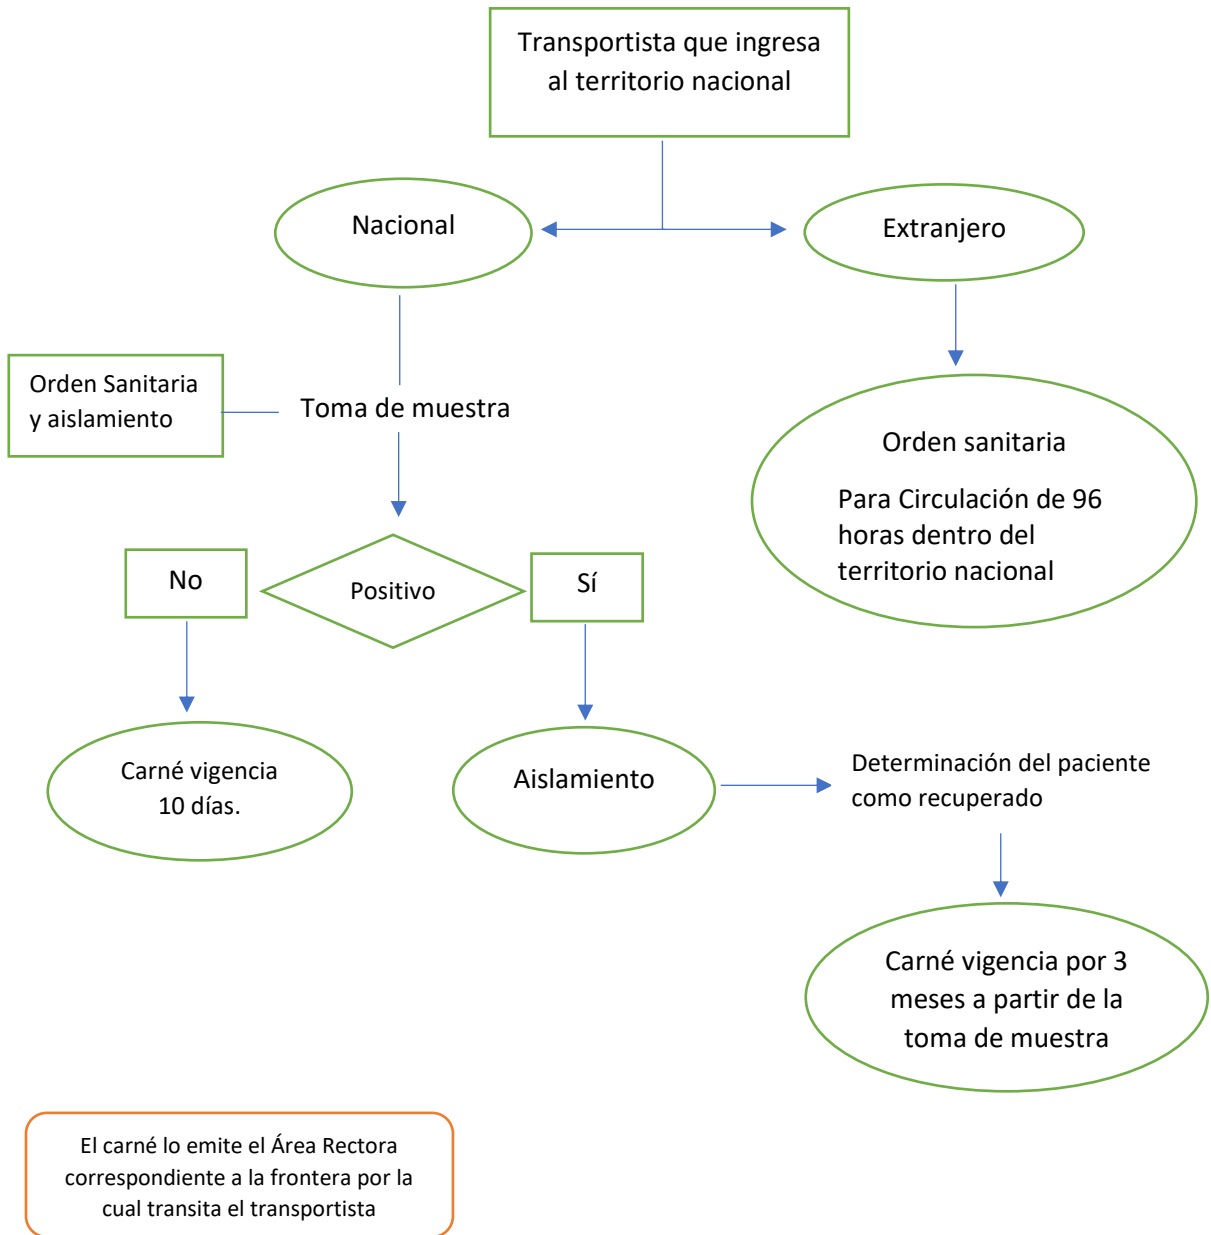 Transportista que ingresa
al territorio nacional
Nacional
Extranjero
Orden Sanitaria
y aislamiento
Toma de muestra
Orden sanitaria
Para Circulación de 96
horas dentro del
territorio nacional
No
Positivo
Sí
Carné vigencia
10 días.
Aislamiento
Determinación del paciente
como recuperado
Carné vigencia por 3
meses a partir de la
toma de muestra
El carné lo emite el Área Rectora
correspondiente a la frontera por la
cual transita el transportista